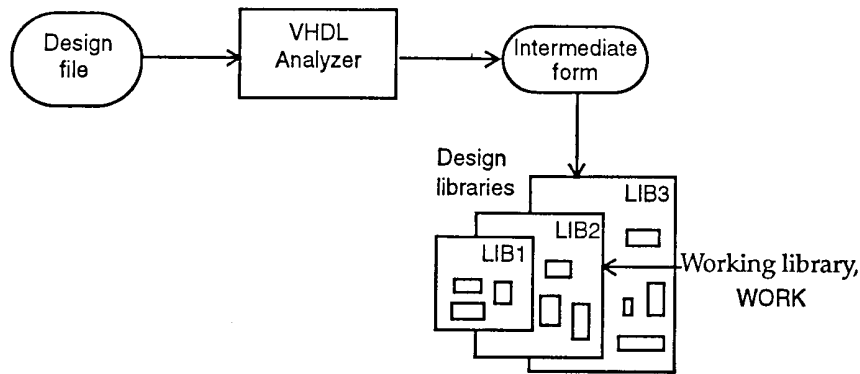 Design
file
VHDL
Analyzer
Intermediate
form
Design
libraries
LIB3
LIB2
LIB1
Working library,
WORK